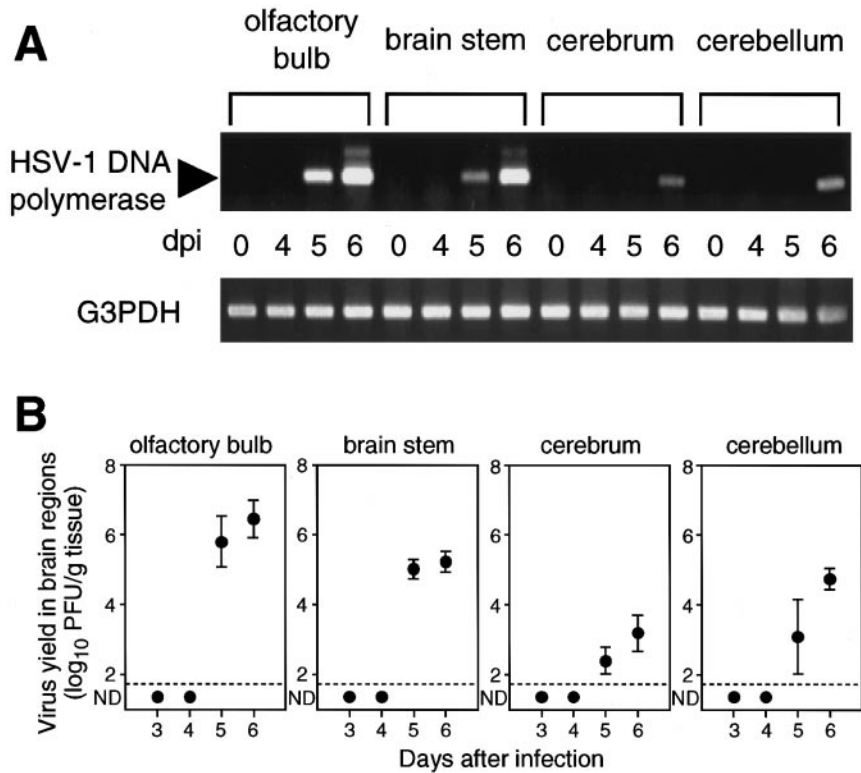 A
olfactory bulb
brain stem
cerebrum
cerebellum
HSV-1 DNA polymerase
dpi 0 4 5 6 0 4 5 6 0 4 5 6 0 4 5 6
G3PDH
B
olfactory bulb
brain stem
cerebrum
cerebellum
Virus yield in brain regions
(log10 PFU/g tissue)
8
6
4
2
ND
3 4 5 6
8
6
4
2
ND
3 4 5 6
8
6
4
2
ND
3 4 5 6
8
6
4
2
ND
3 4 5 6
Days after infection